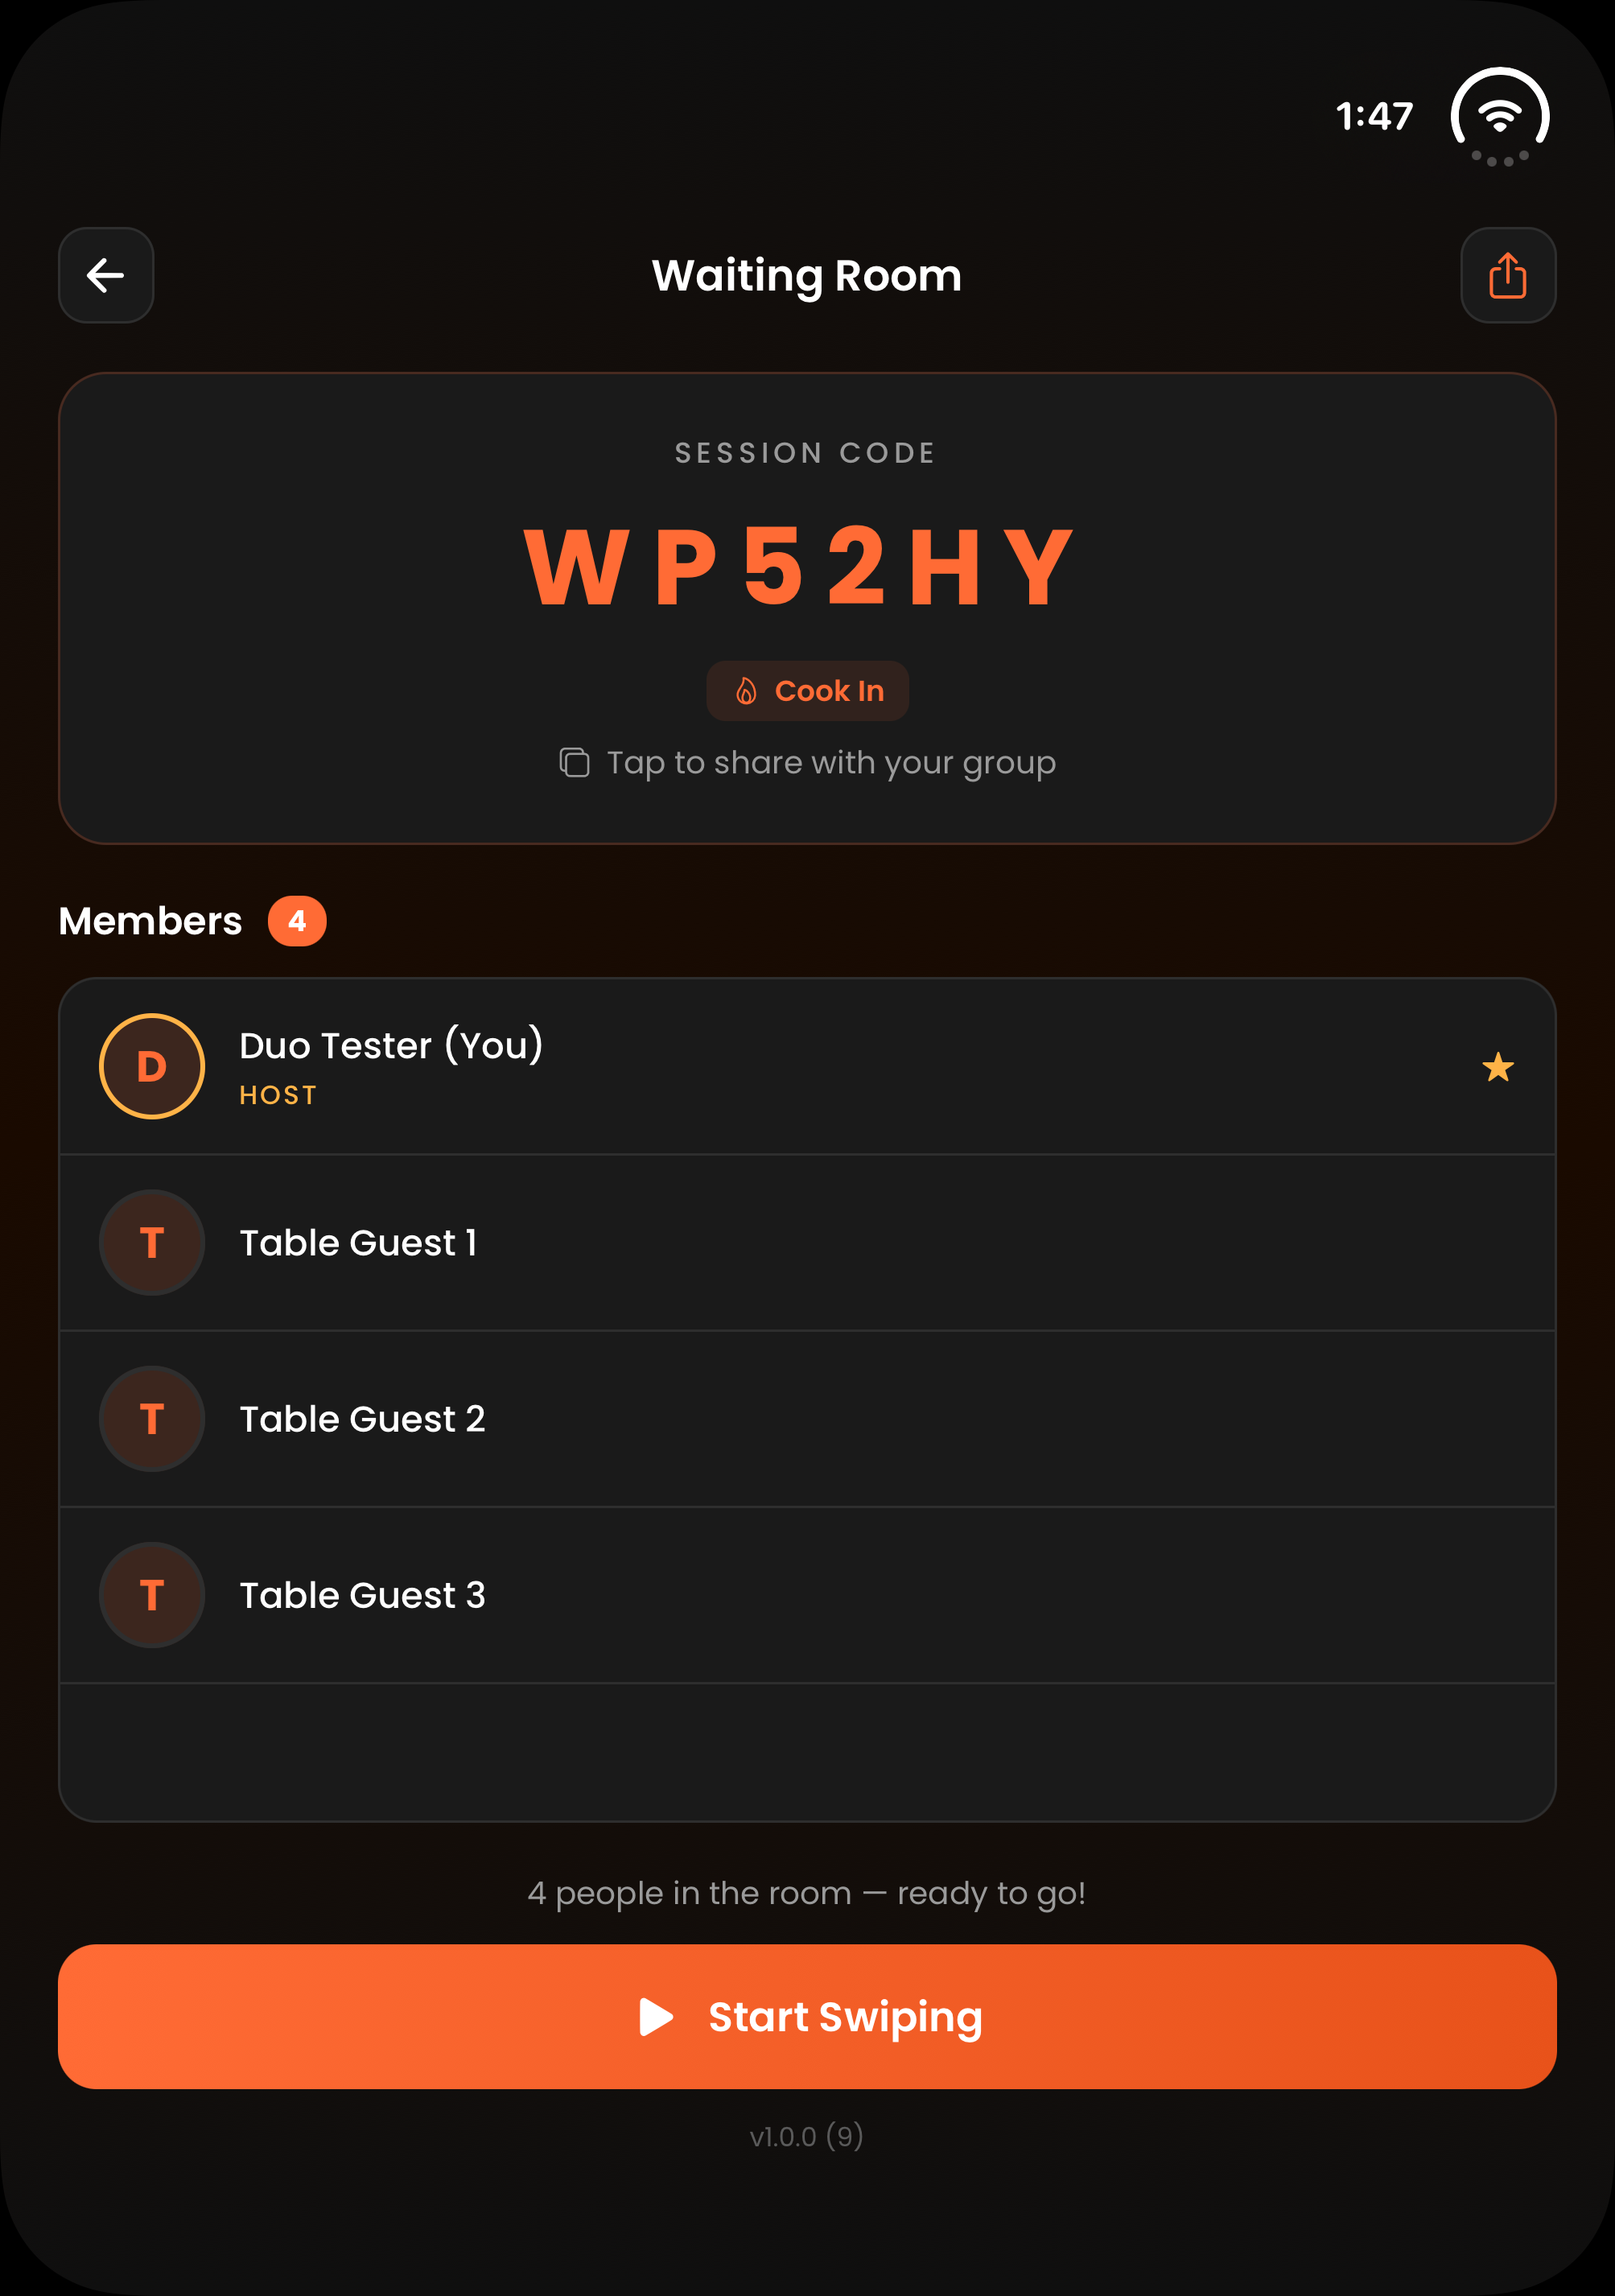 1:47
Waiting Room
SESSION CODE
WP52HY
Cook In
Tap to share with your group
Members 4
D
Duo Tester (You)
HOST
T
Table Guest 1
T
Table Guest 2
T
Table Guest 3
4 people in the room — ready to go!
Start Swiping
v1.0.0 (9)